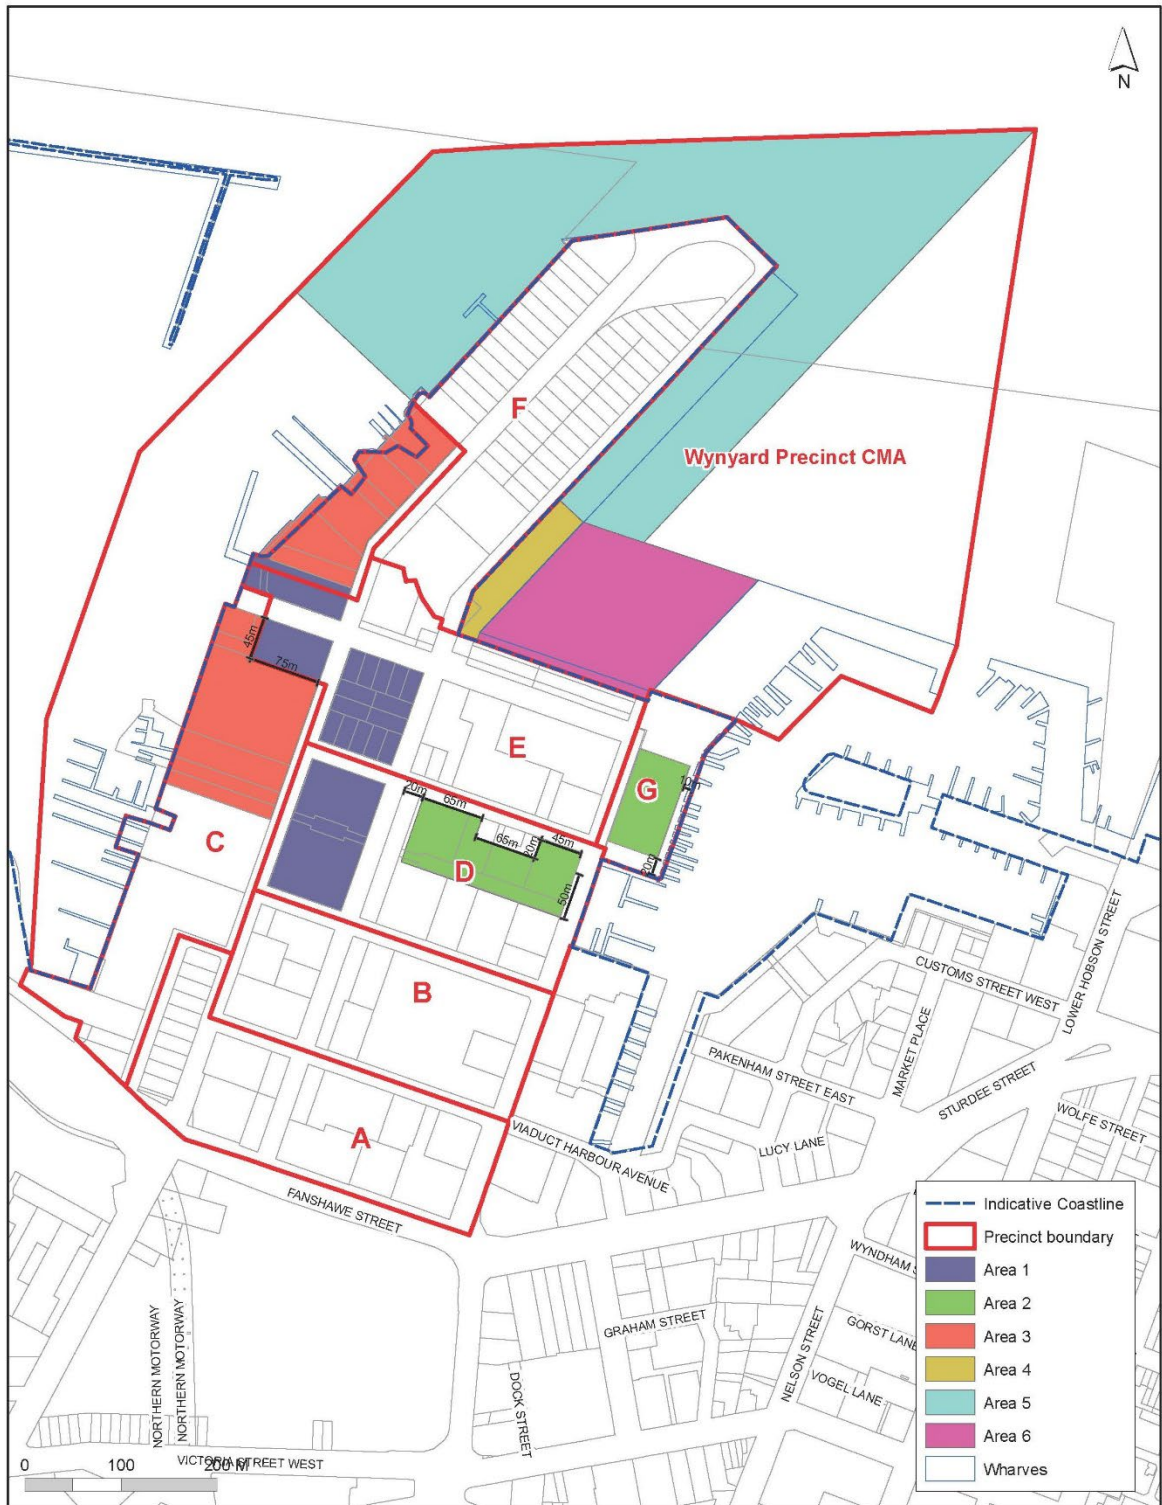 N
F
Wynyard Precinct CMA
45m
75m
E
G
10m
20m
65m
65m
20m
45m
20m
C
D
50m
B
CUSTOMS STREET WEST
LOWER HOBSON STREET
PAKENHAM STREET EAST
MARKET PLACE
STURDEE STREET
WOLFE STREET
A
VIADUCT HARBOUR AVENUE
LUCY LANE
FANSHAWE STREET
WYNDHAM S
GRAHAM STREET
NELSON STREET
GORST LANE
VOGEL LANE
DOCK STREET
NORTHERN MOTORWAY
NORTHERN MOTORWAY
VICTORIA STREET WEST
0 100 200 M
Indicative Coastline
Precinct boundary
Area 1
Area 2
Area 3
Area 4
Area 5
Area 6
Wharves